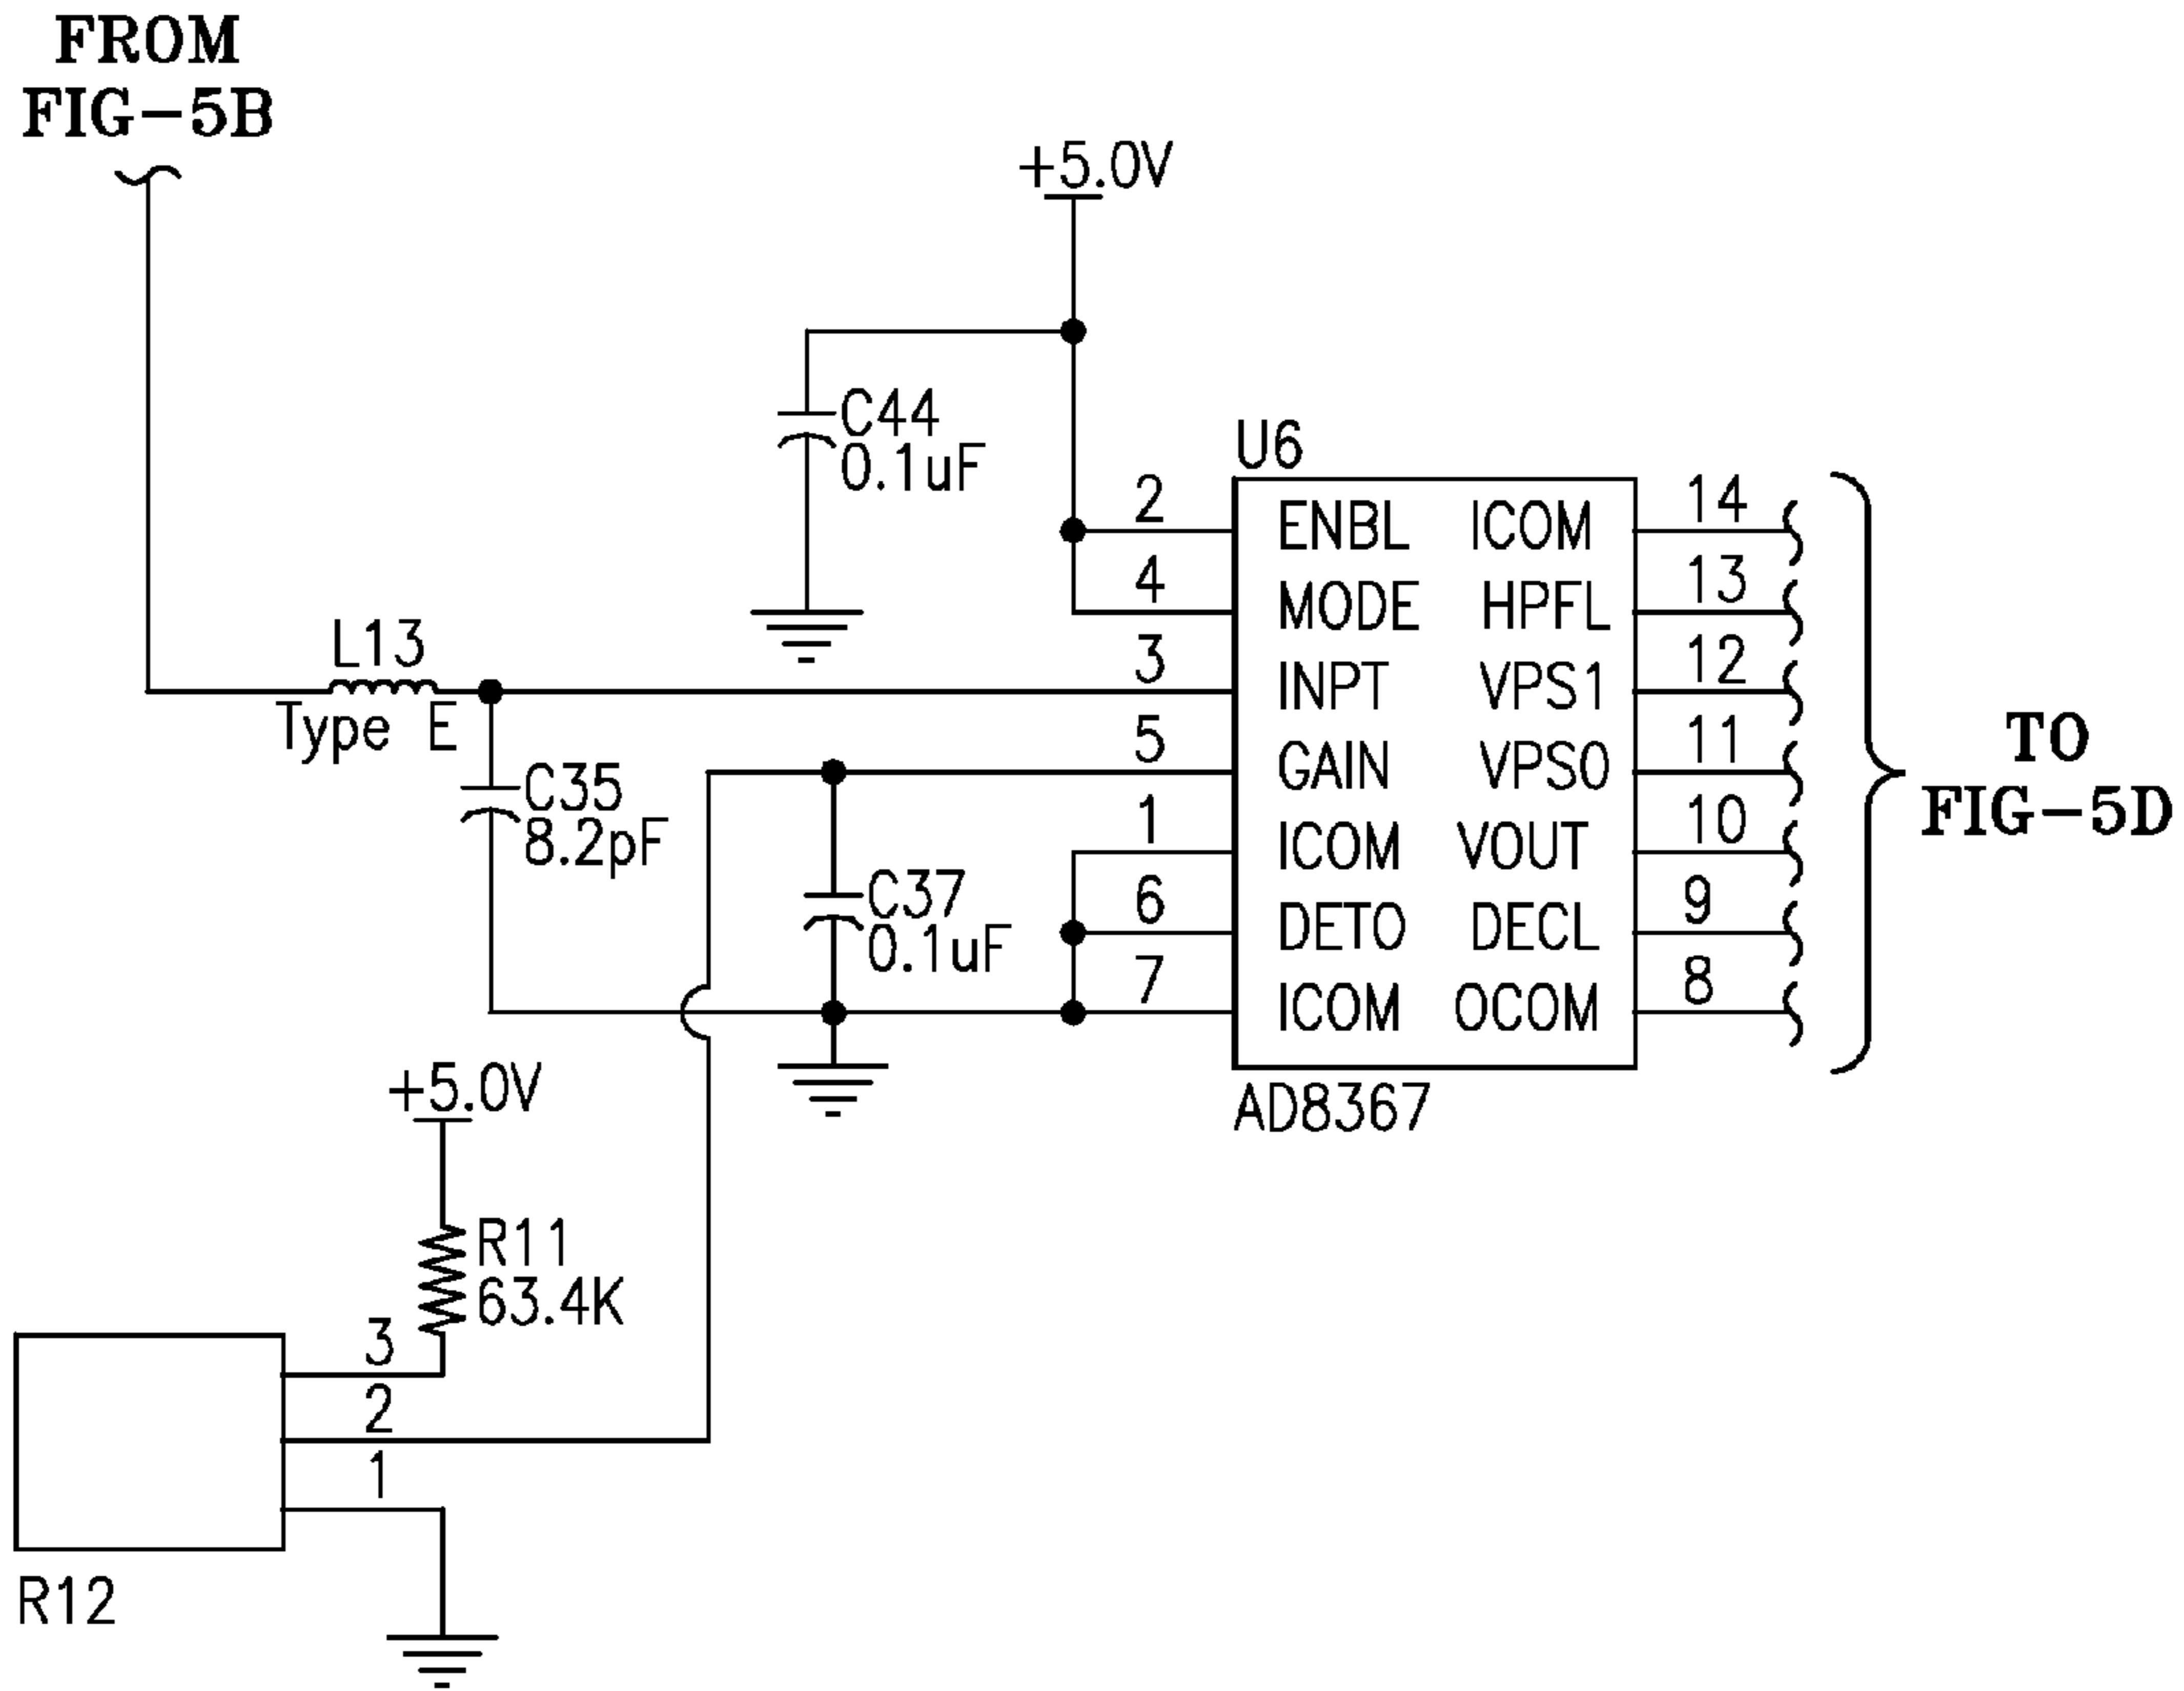 FROM
FIG-5B
+5.0V
C44
0.1uF
U6
2 ENBL ICOM 14
4 MODE HPFL 13
L13
3 INPT VPS1 12
Type E
5 GAIN VPS0 11
TO
FIG-5D
C35
8.2pF
1 ICOM VOUT 10
C37
0.1uF
6 DETO DECL 9
7 ICOM OCOM 8
+5.0V
AD8367
R11
63.4K
3
2
1
R12